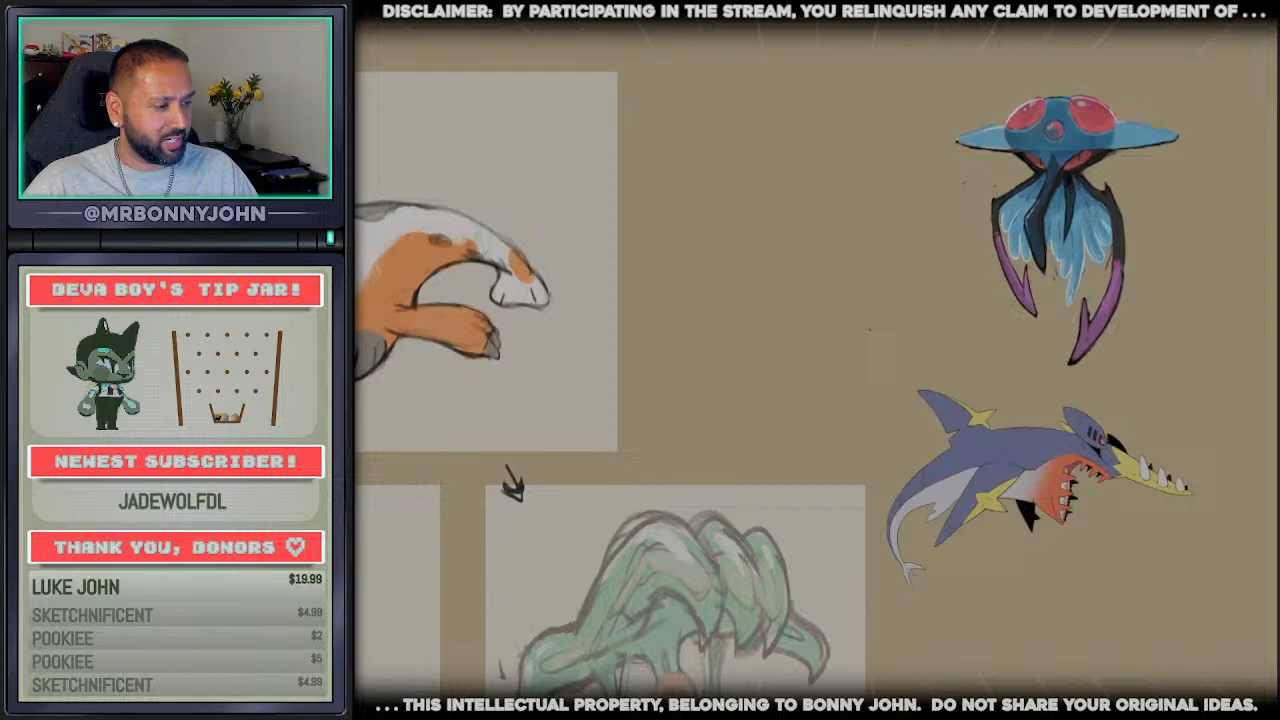 DISCLAIMER: BY PARTICIPATING IN THE STREAM, YOU RELINQUISH ANY CLAIM TO DEVELOPMENT OF . . .
@MRBONNYJOHN
DEVA BOY'S TIP JAR!
NEWEST SUBSCRIBER!
JADEWOLFDL
THANK YOU, DONORS ♡
LUKE JOHN $19.99
SKETCHNIFICENT $4.99
POOKIEE $2
POOKIEE $5
SKETCHNIFICENT $4.99
. . . THIS INTELLECTUAL PROPERTY, BELONGING TO BONNY JOHN. DO NOT SHARE YOUR ORIGINAL IDEAS.